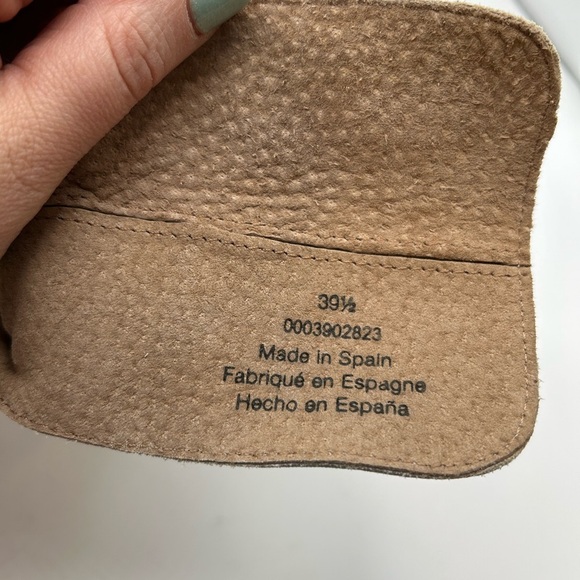 39½
0003902823
Made in Spain
Fabriqué en Espagne
Hecho en España